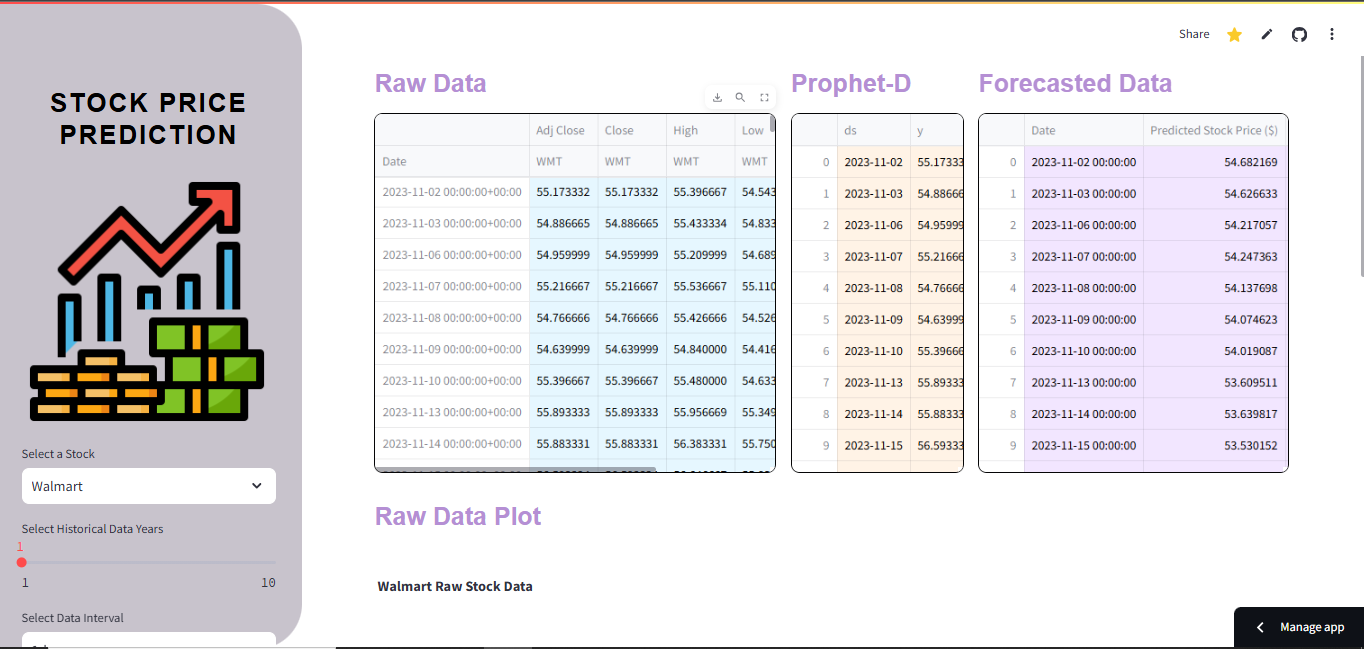 Share
STOCK PRICE
PREDICTION
Select a Stock
Walmart
Select Historical Data Years
1
1 10
Select Data Interval
Raw Data
Adj Close Close High Low
Date WMT WMT WMT WMT
2023-11-02 00:00:00+00:00 55.173332 55.173332 55.396667 54.543
2023-11-03 00:00:00+00:00 54.886665 54.886665 55.433334 54.833
2023-11-06 00:00:00+00:00 54.959999 54.959999 55.209999 54.689
2023-11-07 00:00:00+00:00 55.216667 55.216667 55.536667 55.110
2023-11-08 00:00:00+00:00 54.766666 54.766666 55.426666 54.526
2023-11-09 00:00:00+00:00 54.639999 54.639999 54.840000 54.416
2023-11-10 00:00:00+00:00 55.396667 55.396667 55.480000 54.633
2023-11-13 00:00:00+00:00 55.893333 55.893333 55.956669 55.349
2023-11-14 00:00:00+00:00 55.883331 55.883331 56.383331 55.750
Prophet-D
ds y
0 2023-11-02 55.17333
1 2023-11-03 54.88666
2 2023-11-06 54.95999
3 2023-11-07 55.21666
4 2023-11-08 54.76666
5 2023-11-09 54.63999
6 2023-11-10 55.39666
7 2023-11-13 55.89333
8 2023-11-14 55.88333
9 2023-11-15 56.59333
Forecasted Data
Date Predicted Stock Price ($)
0 2023-11-02 00:00:00 54.682169
1 2023-11-03 00:00:00 54.626633
2 2023-11-06 00:00:00 54.217057
3 2023-11-07 00:00:00 54.247363
4 2023-11-08 00:00:00 54.137698
5 2023-11-09 00:00:00 54.074623
6 2023-11-10 00:00:00 54.019087
7 2023-11-13 00:00:00 53.609511
8 2023-11-14 00:00:00 53.639817
9 2023-11-15 00:00:00 53.530152
Raw Data Plot
Walmart Raw Stock Data
Manage app